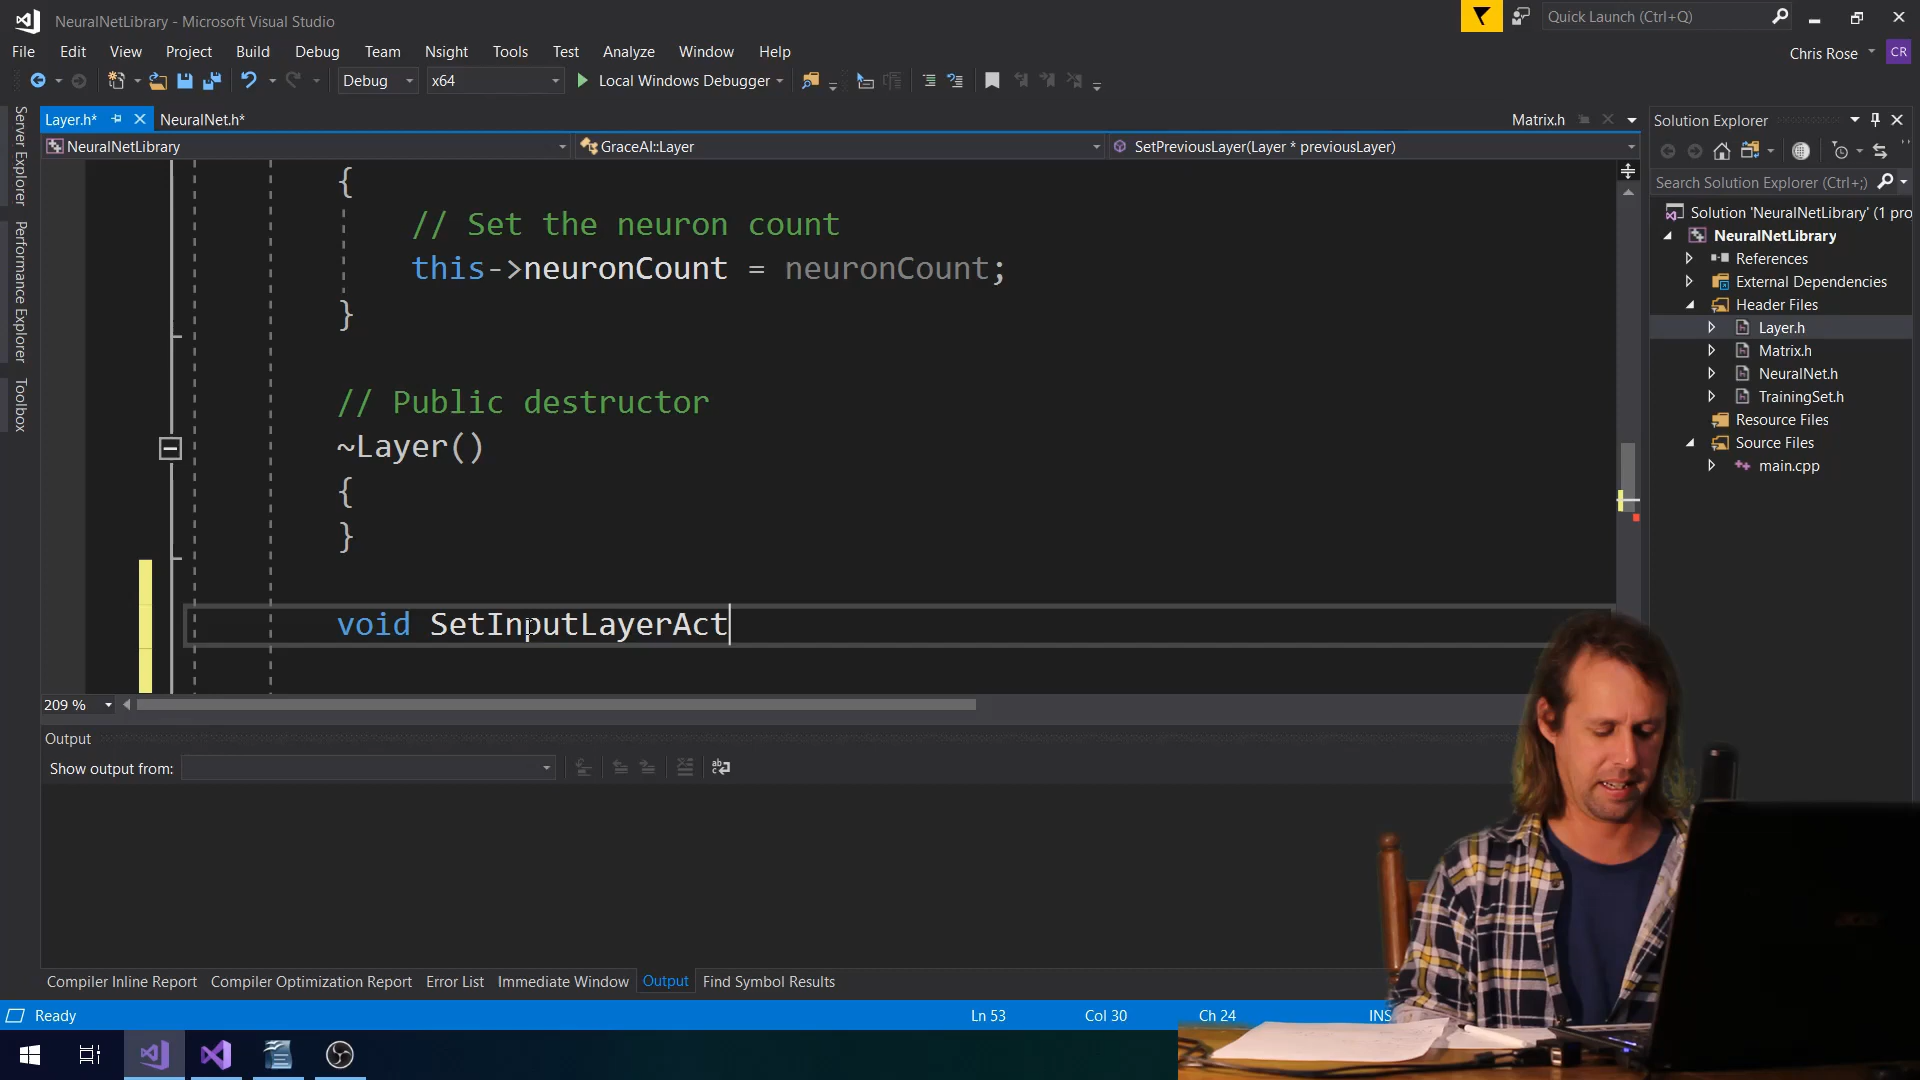 NeuralNetLibrary - Microsoft Visual Studio
Quick Launch (Ctrl+Q)
File Edit View Project Build Debug Team Nsight Tools Test Analyze Window Help
Chris Rose CR
Debug x64 Local Windows Debugger
Layer.h* NeuralNet.h* Matrix.h
Solution Explorer
NeuralNetLibrary GraceAI::Layer SetPreviousLayer(Layer * previousLayer)
Search Solution Explorer (Ctrl+;)
Server Explorer
Performance Explorer
Toolbox
{
// Set the neuron count
this->neuronCount = neuronCount;
}
// Public destructor
~Layer()
{
}
void SetInputLayerAct
Solution 'NeuralNetLibrary' (1 pro
NeuralNetLibrary
References
External Dependencies
Header Files
Layer.h
Matrix.h
NeuralNet.h
TrainingSet.h
Resource Files
Source Files
main.cpp
209 %
Output
Show output from:
Compiler Inline Report Compiler Optimization Report Error List Immediate Window Output Find Symbol Results
Ready Ln 53 Col 30 Ch 24 INS